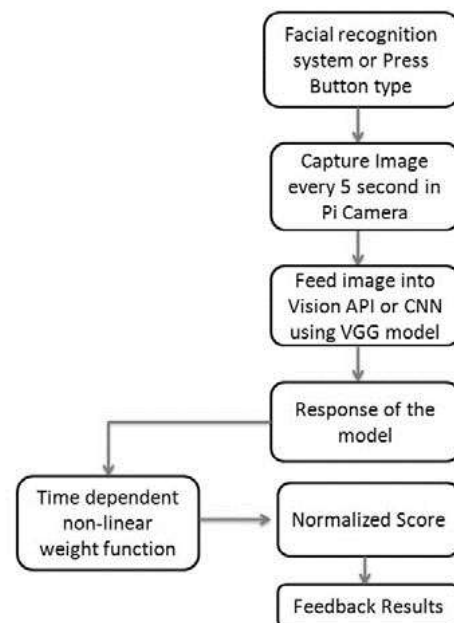 Facial recognition
system or Press
Button type
Capture Image
every 5 second in
Pi Camera
Feed image into
Vision API or CNN
using VGG model
Response of the
model
Time dependent
non-linear
weight function
Normalized Score
Feedback Results